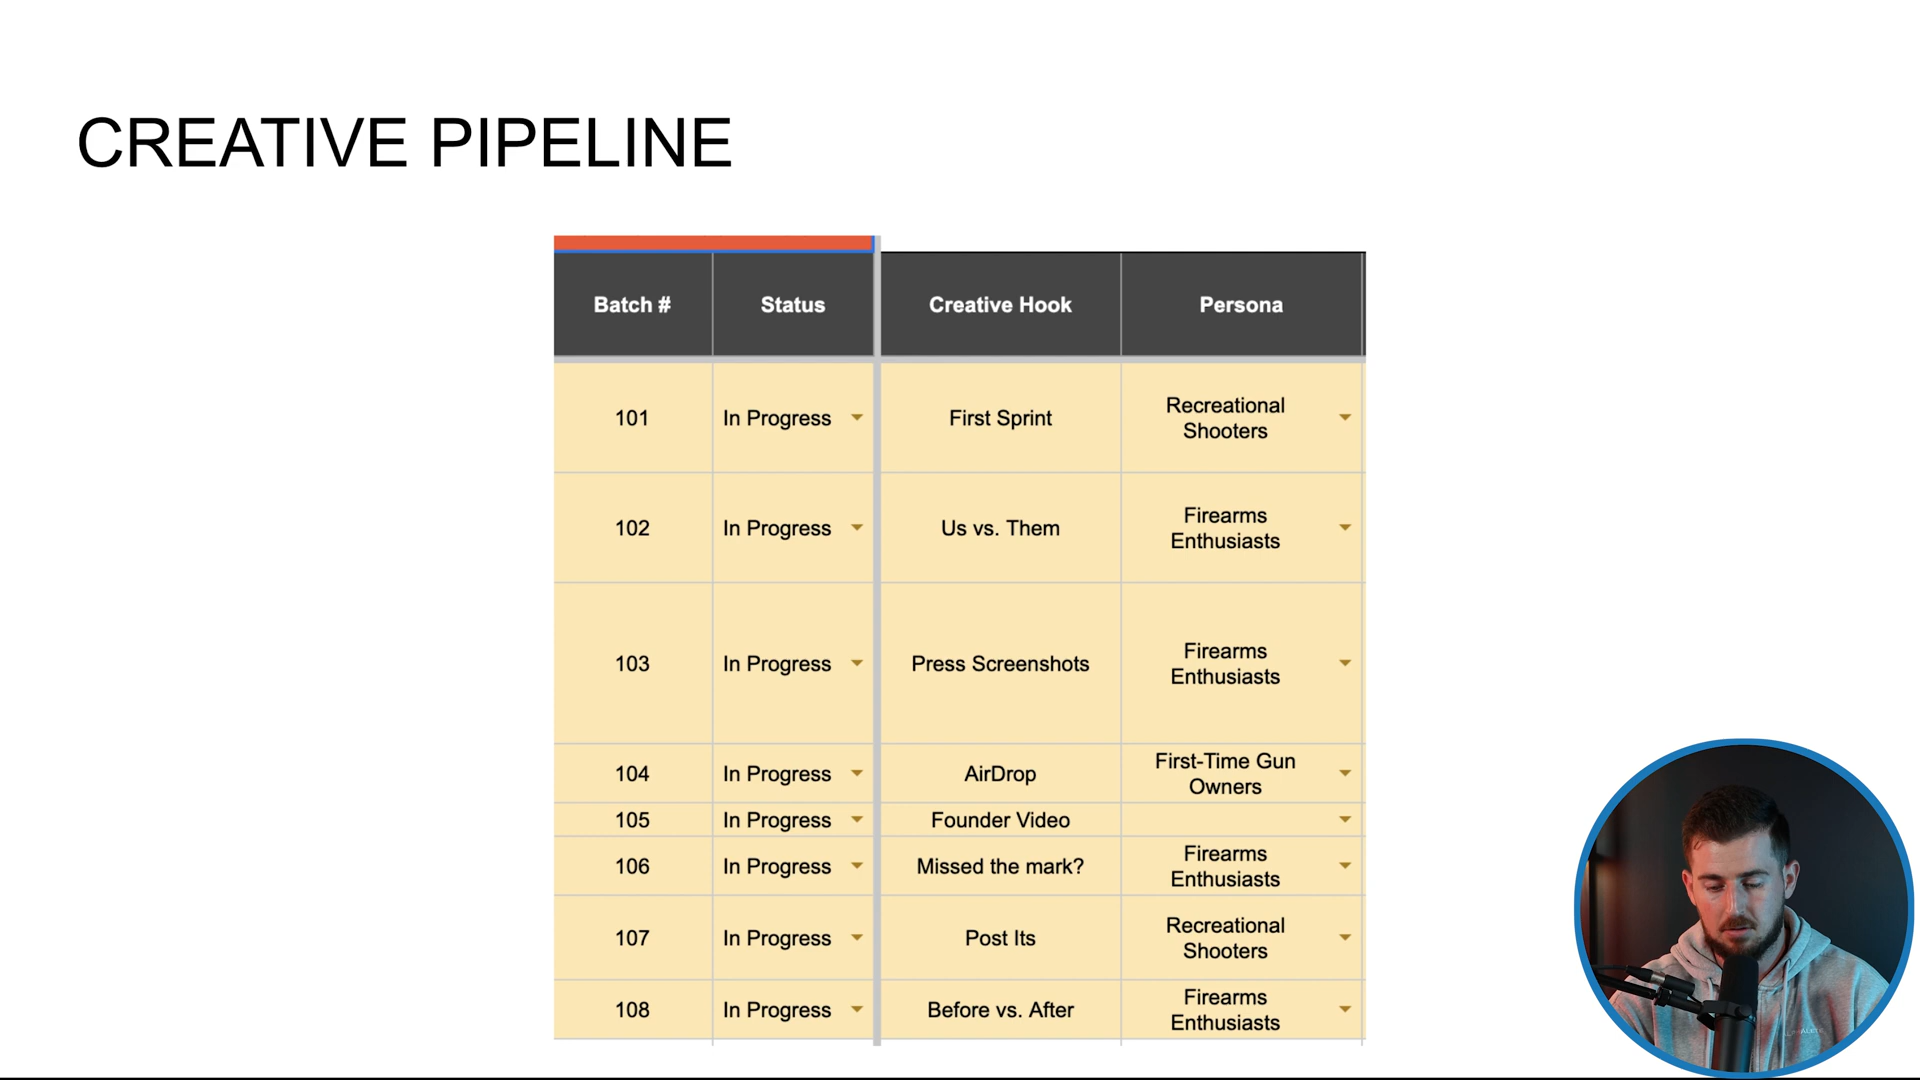 CREATIVE PIPELINE
Batch # Status Creative Hook Persona
101 In Progress First Sprint Recreational
Shooters
102 In Progress Us vs. Them Firearms
Enthusiasts
103 In Progress Press Screenshots Firearms
Enthusiasts
104 In Progress AirDrop First-Time Gun
Owners
105 In Progress Founder Video
106 In Progress Missed the mark? Firearms
Enthusiasts
107 In Progress Post Its Recreational
Shooters
108 In Progress Before vs. After Firearms
Enthusiasts